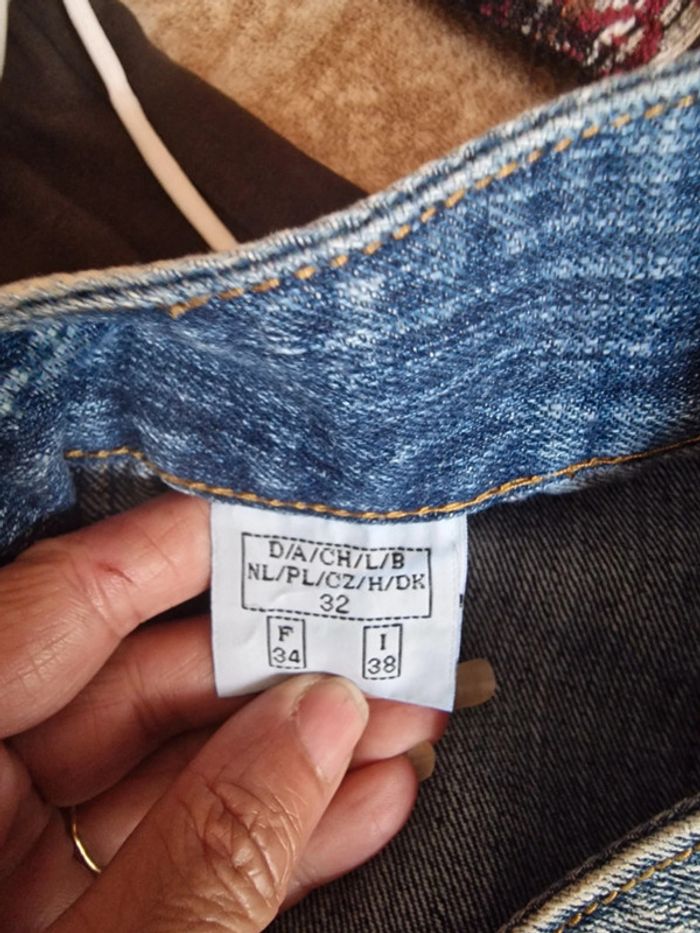 D/A/CH/L/B
NL/PL/CZ/H/DK
32
F
34
I
38